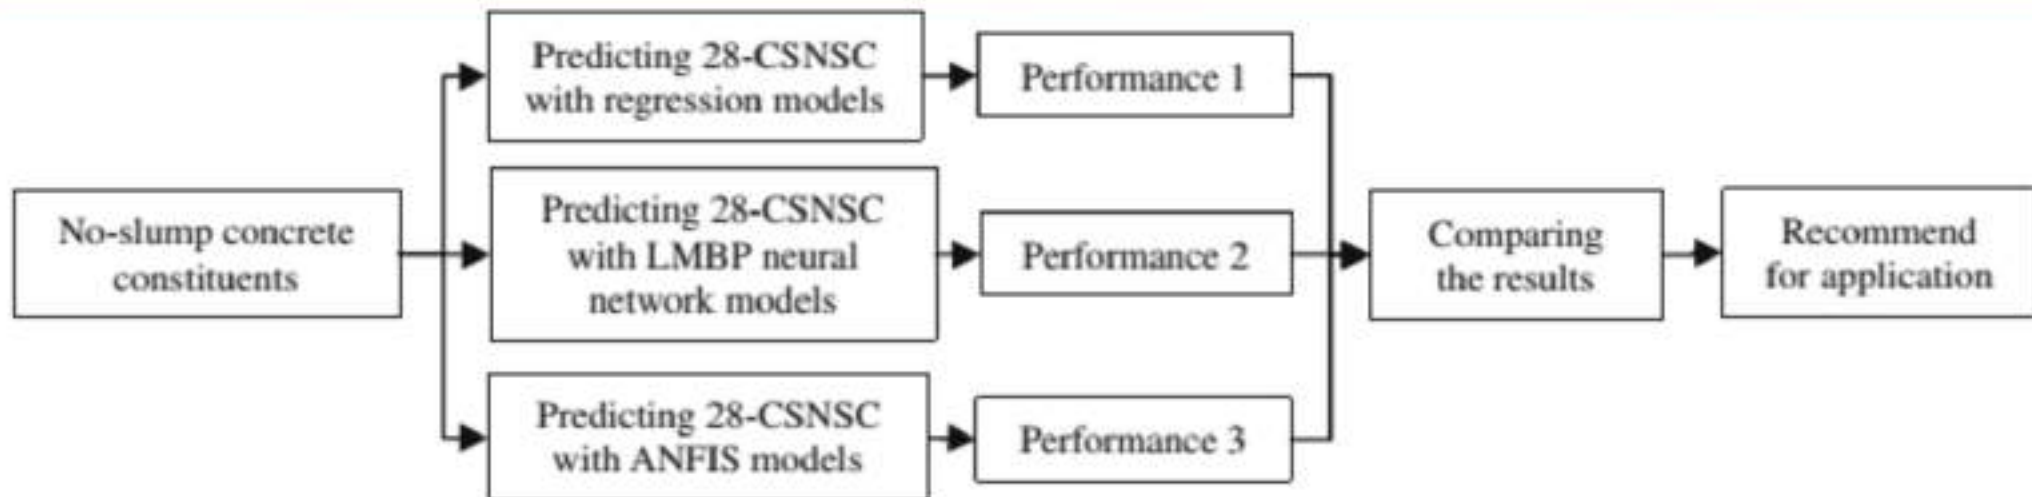 No-slump concrete
constituents
Predicting 28-CSNSC
with regression models
Performance 1
Predicting 28-CSNSC
with LMBP neural
network models
Performance 2
Predicting 28-CSNSC
with ANFIS models
Performance 3
Comparing
the results
Recommend
for application